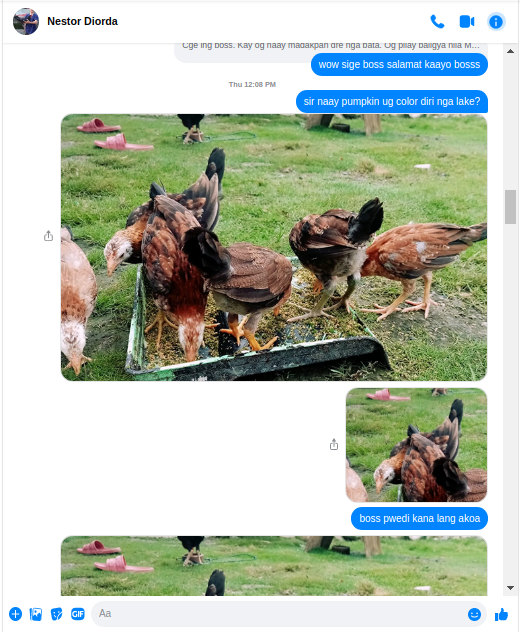 Nestor Diorda
Cge ing boss. Kay og naay madakpan dre nga bata. Og pilay baligya nila M...
wow sige boss salamat kaayo bosss
Thu 12:08 PM
sir naay pumpkin ug color diri nga lake?
boss pwedi kana lang akoa
GIF
Aa